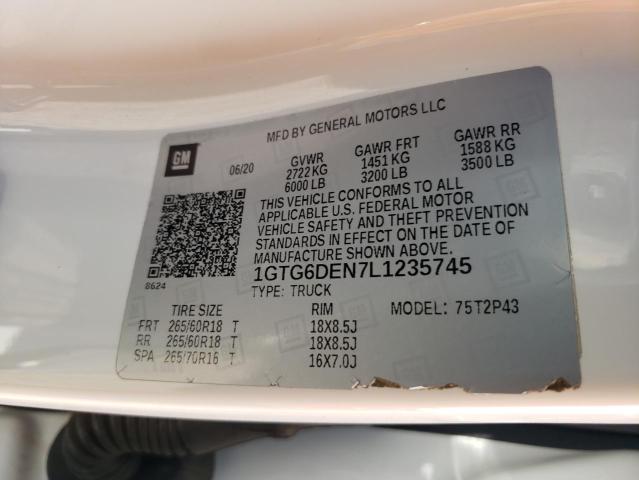 MFD BY GENERAL MOTORS LLC
GM
06/20
GVWR GAWR FRT GAWR RR
2722 KG 1451 KG 1588 KG
6000 LB 3200 LB 3500 LB
THIS VEHICLE CONFORMS TO ALL
APPLICABLE U.S. FEDERAL MOTOR
VEHICLE SAFETY AND THEFT PREVENTION
STANDARDS IN EFFECT ON THE DATE OF
MANUFACTURE SHOWN ABOVE.
8624
1GTG6DEN7L1235745
TYPE: TRUCK MODEL: 75T2P43
TIRE SIZE RIM
FRT 265/60R18 T 18X8.5J
RR 265/60R18 T 18X8.5J
SPA 265/70R16 T 16X7.0J